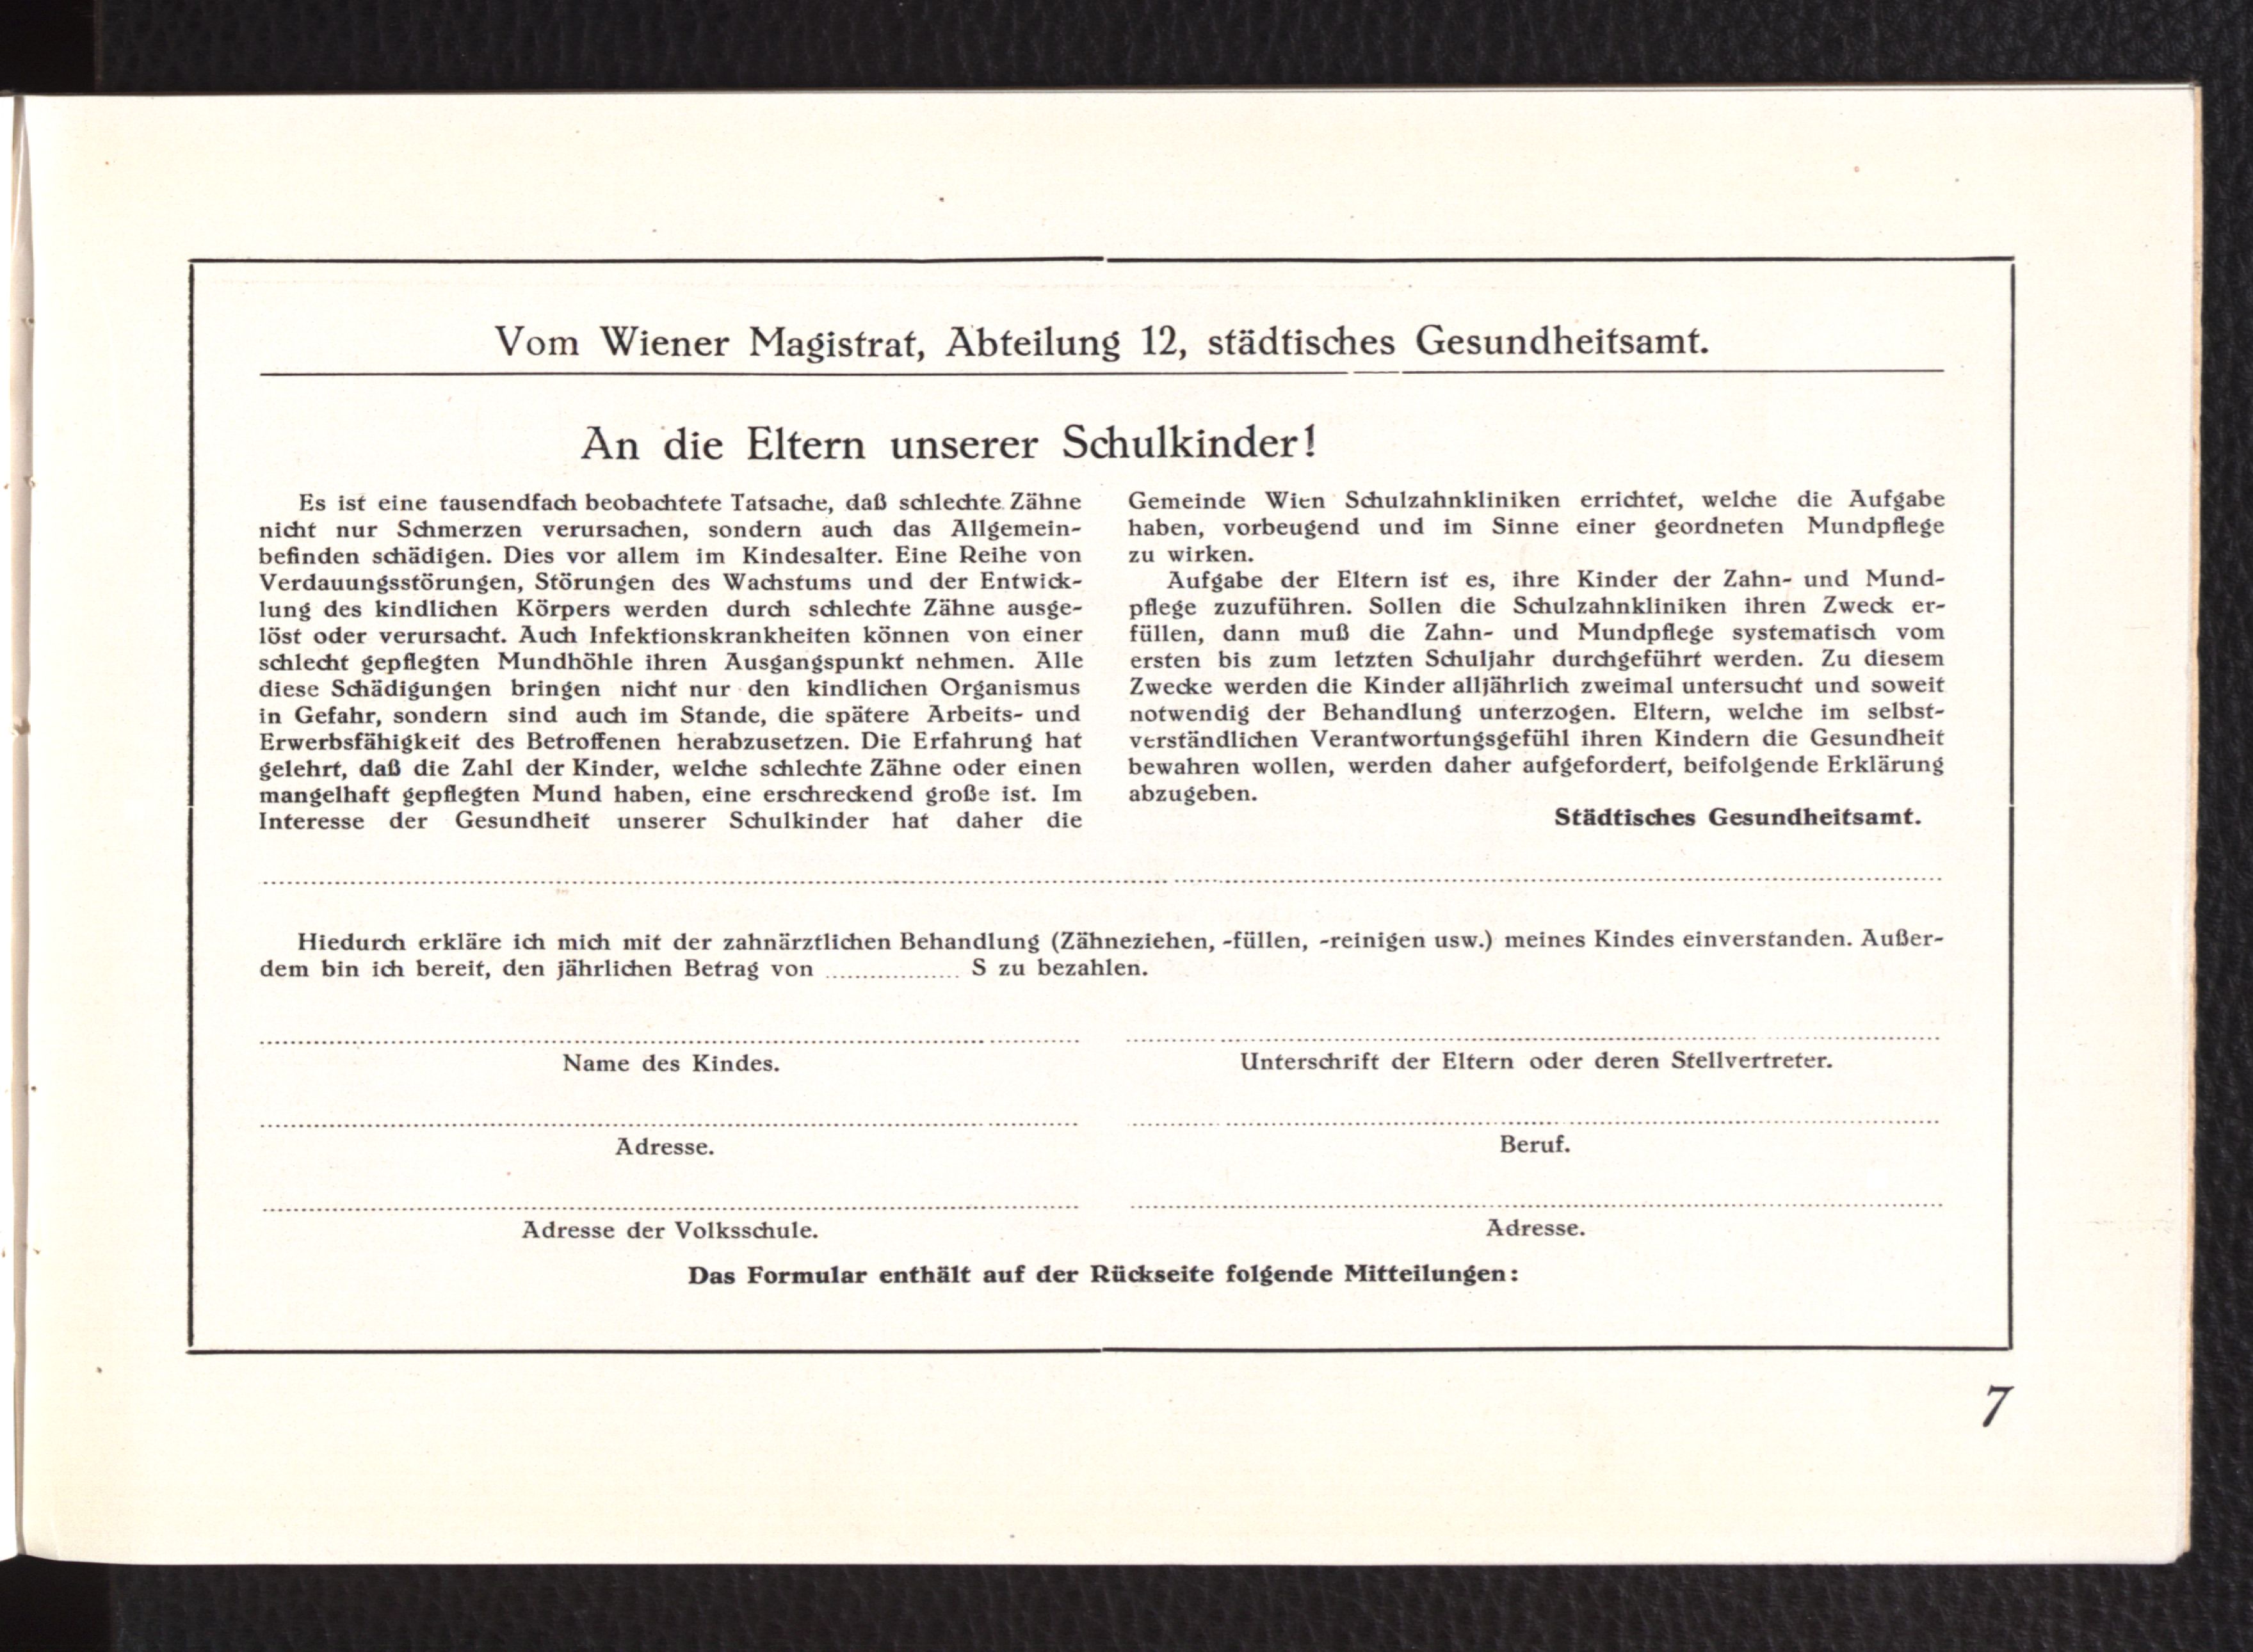 Vom Wiener Magistrat, Abteilung 12, städtisches Gesundheitsamt.
An die Eltern unserer Schulkinder!
Es ist eine tausendfach beobachtete Tatsache, daß schlechte Zähne
nicht nur Schmerzen verursachen, sondern auch das Allgemein-
befinden schädigen. Dies vor allem im Kindesalter. Eine Reihe von
Verdauungsstörungen, Störungen des Wachstums und der Entwick-
lung des kindlichen Körpers werden durch schlechte Zähne ausge-
löst oder verursacht. Auch Infektionskrankheiten können von einer
schlecht gepflegten Mundhöhle ihren Ausgangspunkt nehmen. Alle
diese Schädigungen bringen nicht nur den kindlichen Organismus
in Gefahr, sondern sind auch im Stande, die spätere Arbeits- und
Erwerbsfähigkeit des Betroffenen herabzusetzen. Die Erfahrung hat
gelehrt, daß die Zahl der Kinder, welche schlechte Zähne oder einen
mangelhaft gepflegten Mund haben, eine erschreckend große ist. Im
Interesse der Gesundheit unserer Schulkinder hat daher die
Gemeinde Wien Schulzahnkliniken errichtet, welche die Aufgabe
haben, vorbeugend und im Sinne einer geordneten Mundpflege
zu wirken.
Aufgabe der Eltern ist es, ihre Kinder der Zahn- und Mund-
pflege zuzuführen. Sollen die Schulzahnkliniken ihren Zweck er-
füllen, dann muß die Zahn- und Mundpflege systematisch vom
ersten bis zum letzten Schuljahr durchgeführt werden. Zu diesem
Zwecke werden die Kinder alljährlich zweimal untersucht und soweit
notwendig der Behandlung unterzogen. Eltern, welche im selbst-
verständlichen Verantwortungsgefühl ihren Kindern die Gesundheit
bewahren wollen, werden daher aufgefordert, beifolgende Erklärung
abzugeben.
Städtisches Gesundheitsamt.
Hiedurch erkläre ich mich mit der zahnärztlichen Behandlung (Zähneziehen, -füllen, -reinigen usw.) meines Kindes einverstanden. Außer-
dem bin ich bereit, den jährlichen Betrag von ................. S zu bezahlen.
Name des Kindes.
Unterschrift der Eltern oder deren Stellvertreter.
Adresse.
Beruf.
Adresse der Volksschule.
Adresse.
Das Formular enthält auf der Rückseite folgende Mitteilungen:
7